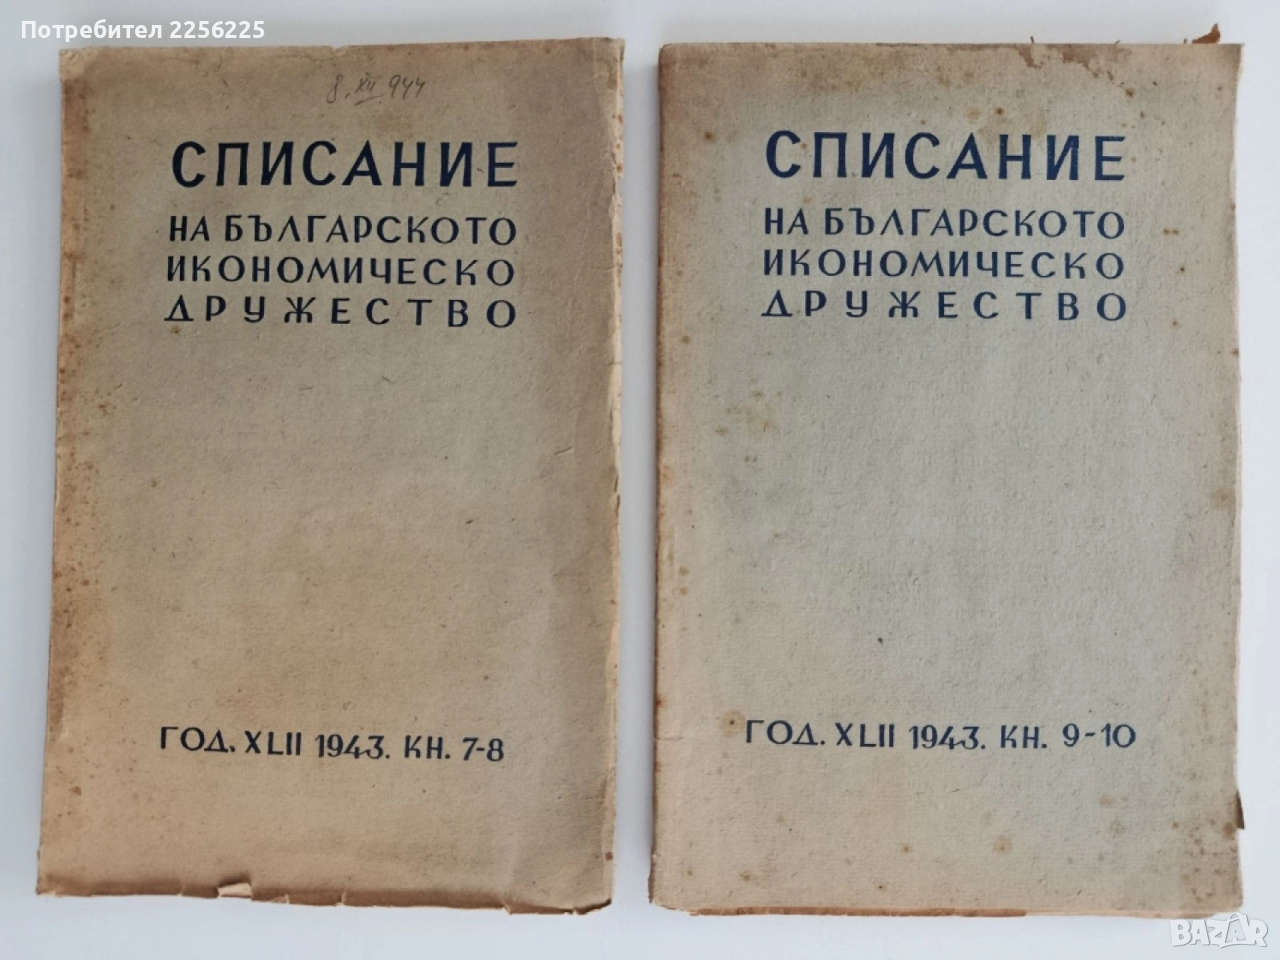 Потребител 2256225
8. XII 944
СПИСАНИЕ
НА БЪЛГАРСКОТО
ИКОНОМИЧЕСКО
ДРУЖЕСТВО
ГОД. XLII 1943. КН. 7-8
СПИСАНИЕ
НА БЪЛГАРСКОТО
ИКОНОМИЧЕСКО
ДРУЖЕСТВО
ГОД. XLII 1943. КН. 9-10
BAZAR